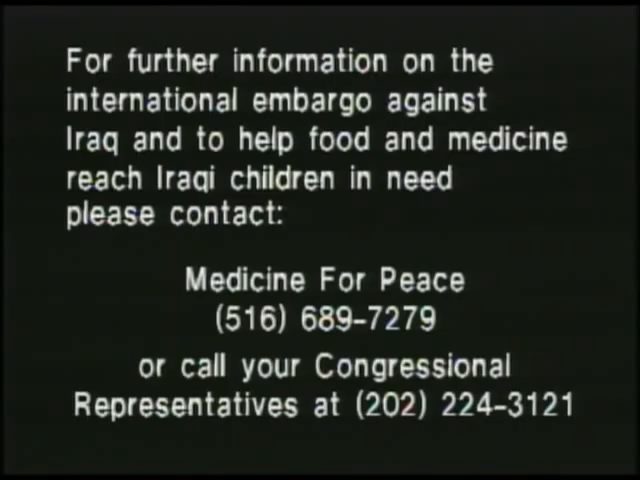 For further information on the
international embargo against
Iraq and to help food and medicine
reach Iraqi children in need
please contact:
Medicine For Peace
(516) 689-7279
or call your Congressional
Representatives at (202) 224-3121